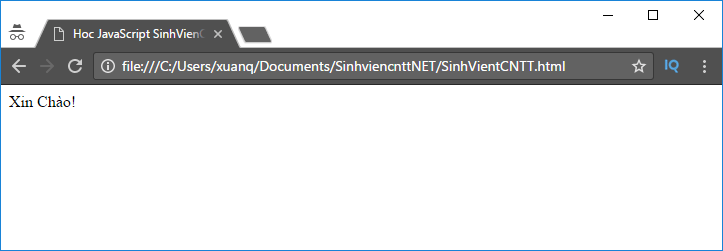 Hoc JavaScript SinhVienC
file:///C:/Users/xuanq/Documents/SinhviencnttNET/SinhVientCNTT.html
IQ
Xin Chào!